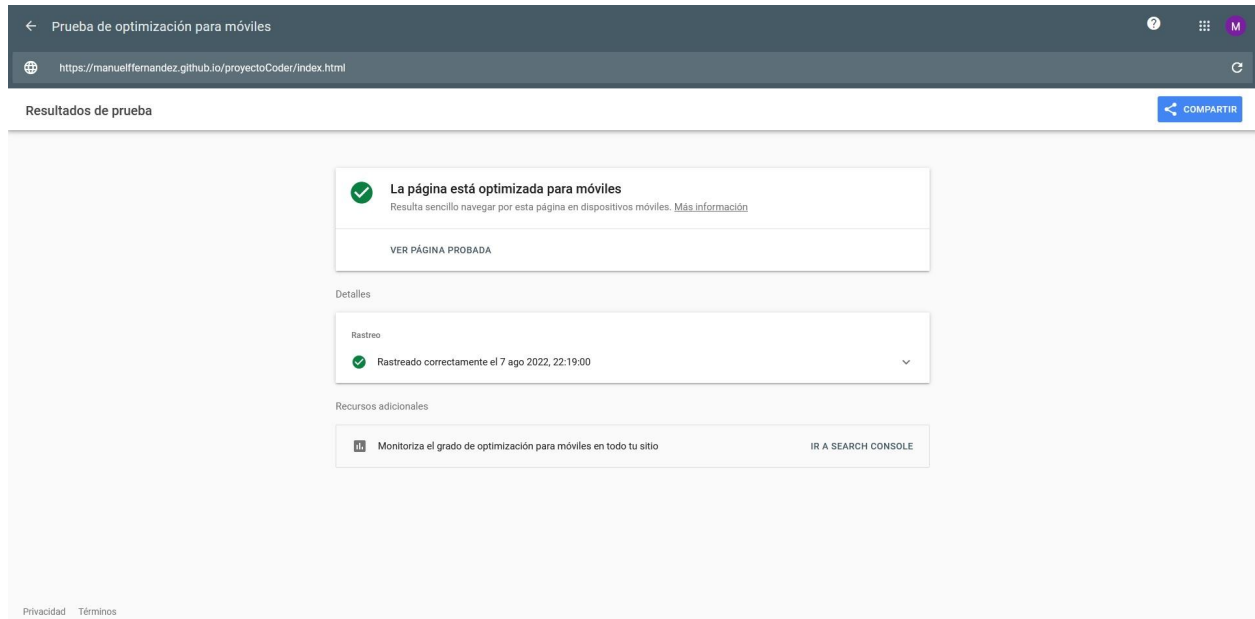 Prueba de optimización para móviles
M
https://manuelffernandez.github.io/proyectoCoder/index.html
Resultados de prueba
COMPARTIR
La página está optimizada para móviles
Resulta sencillo navegar por esta página en dispositivos móviles. Más información
VER PÁGINA PROBADA
Detalles
Rastreo
Rastreado correctamente el 7 ago 2022, 22:19:00
Recursos adicionales
Monitoriza el grado de optimización para móviles en todo tu sitio IR A SEARCH CONSOLE
Privacidad Términos